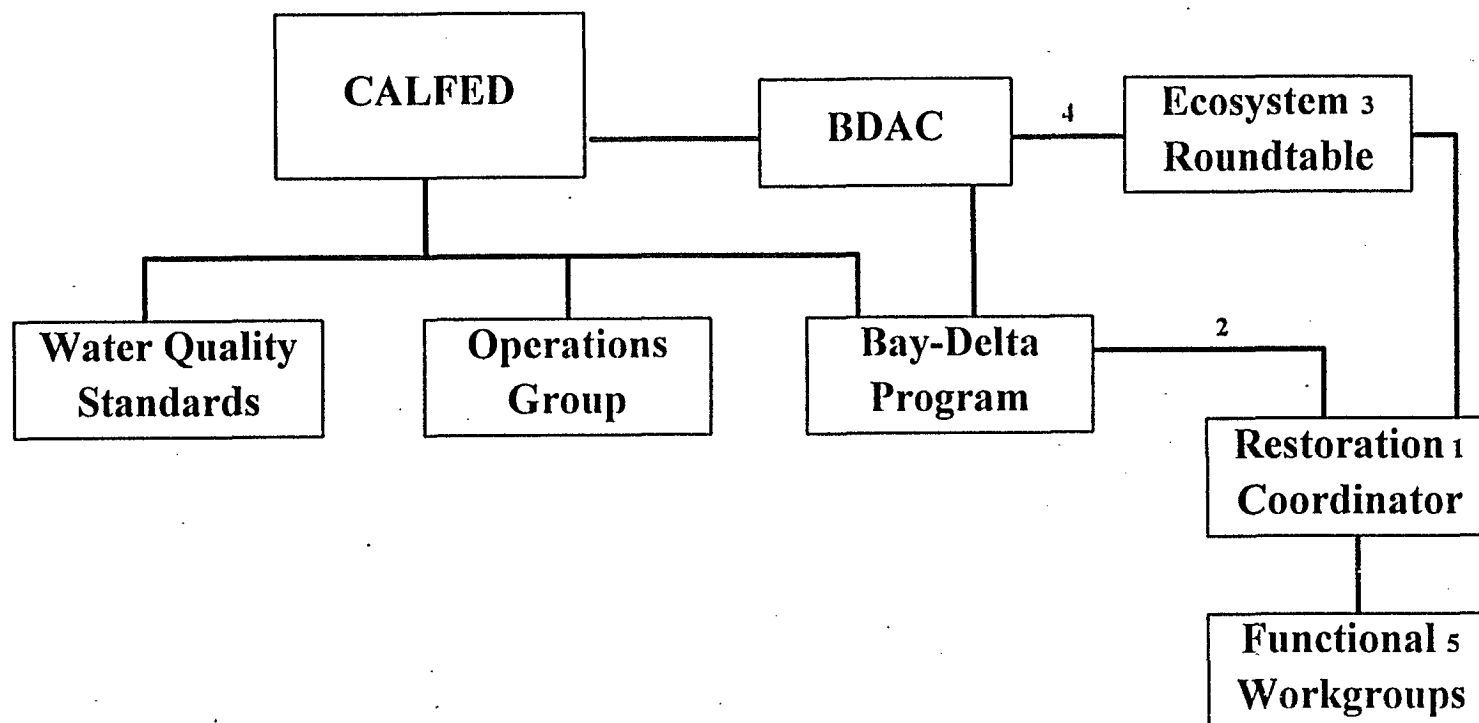 CALFED
BDAC
4
Ecosystem 3
Roundtable
Water Quality
Standards
Operations
Group
Bay-Delta
Program
2
Restoration 1
Coordinator
Functional 5
Workgroups